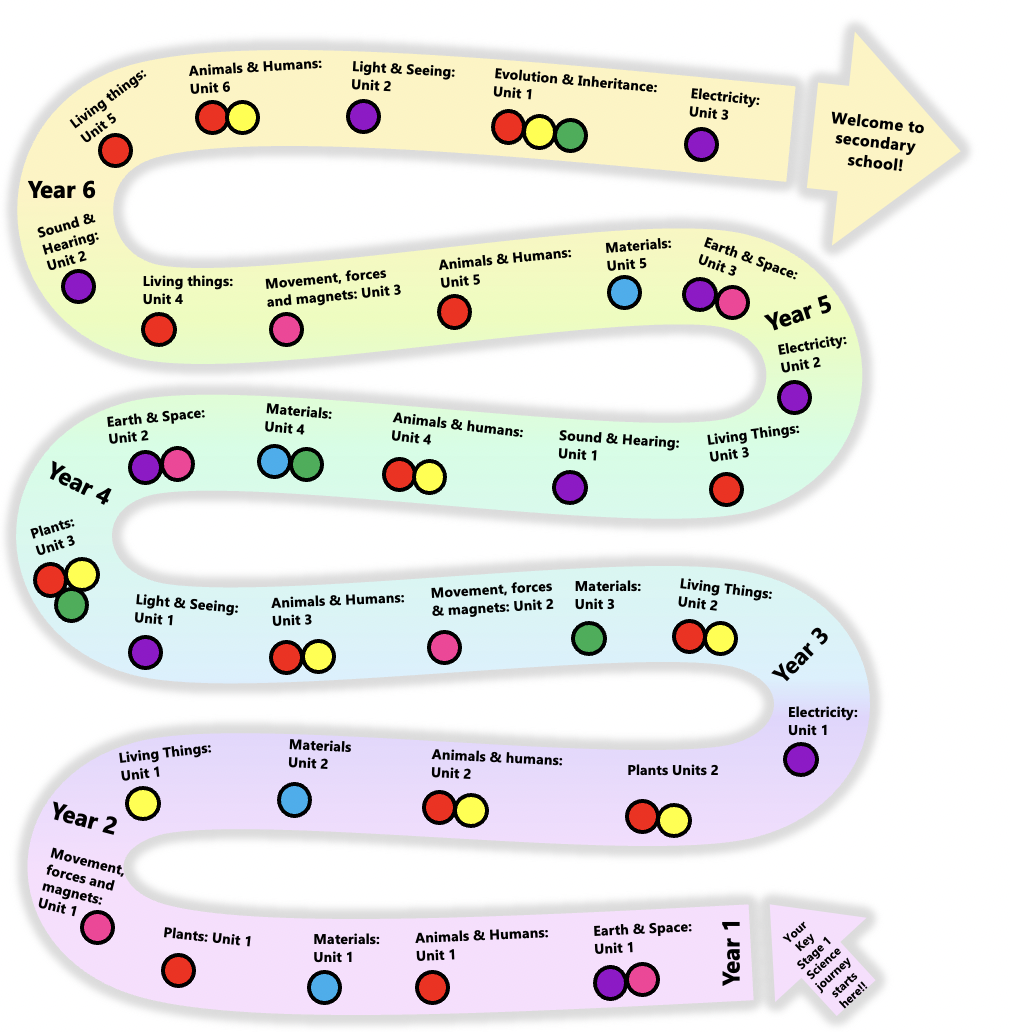 Living things:
Unit 5
Animals & Humans:
Unit 6
Light & Seeing:
Unit 2
Evolution & Inheritance:
Unit 1
Electricity:
Unit 3
Welcome to
secondary
school!
Year 6
Sound &
Hearing:
Unit 2
Living things:
Unit 4
Movement, forces
and magnets: Unit 3
Animals & Humans:
Unit 5
Materials:
Unit 5
Earth & Space:
Unit 3
Year 5
Electricity:
Unit 2
Earth & Space:
Unit 2
Materials:
Unit 4
Animals & humans:
Unit 4
Sound & Hearing:
Unit 1
Living Things:
Unit 3
Year 4
Plants:
Unit 3
Light & Seeing:
Unit 1
Animals & Humans:
Unit 3
Movement, forces
& magnets: Unit 2
Materials:
Unit 3
Living Things:
Unit 2
Year 3
Electricity:
Unit 1
Living Things:
Unit 1
Materials
Unit 2
Animals & humans:
Unit 2
Plants Units 2
Year 2
Movement,
forces and
magnets:
Unit 1
Plants: Unit 1
Materials:
Unit 1
Animals & Humans:
Unit 1
Earth & Space:
Unit 1
Year 1
Your
Key
Stage 1
Science
journey
starts
here!!